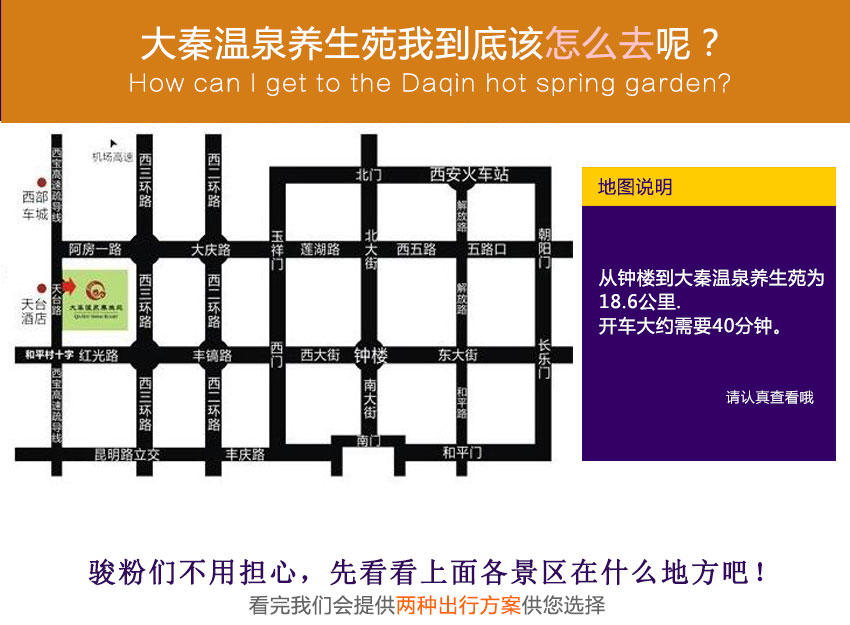 大秦温泉养生苑我到底该怎么去呢？
How can I get to the Daqin hot spring garden?
机场高速
西宝高速疏导线
西三环路
西二环路
北门
西安火车站
西部
车城
解放路
阿房一路
大庆路
玉祥门
莲湖路
北大街
西五路
五路口
朝阳门
天台
酒店
天台路
大秦温泉养生苑
西三环路
西二环路
解放路
和平村十字
红光路
丰镐路
西门
西大街
钟楼
东大街
长乐门
西宝高速疏导线
西三环路
西二环路
南大街
和平路
昆明路立交
丰庆路
南门
和平门
地图说明
从钟楼到大秦温泉养生苑为
18.6公里.
开车大约需要40分钟。
请认真查看哦
骏粉们不用担心，先看看上面各景区在什么地方吧！
看完我们会提供两种出行方案供您选择